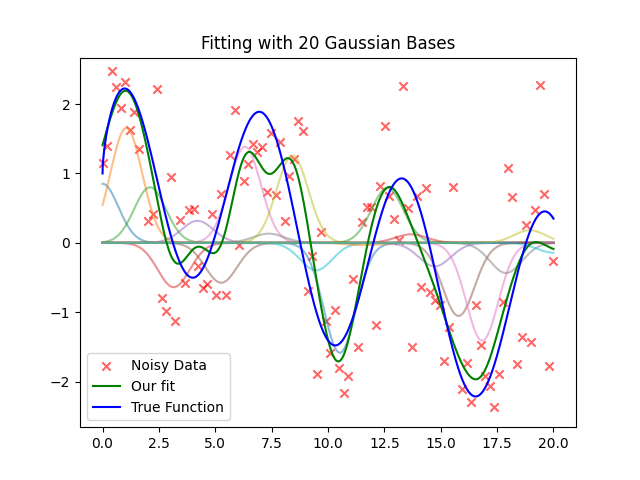 Fitting with 20 Gaussian Bases
2
1
0
−1
−2
Noisy Data
Our fit
True Function
0.0 2.5 5.0 7.5 10.0 12.5 15.0 17.5 20.0